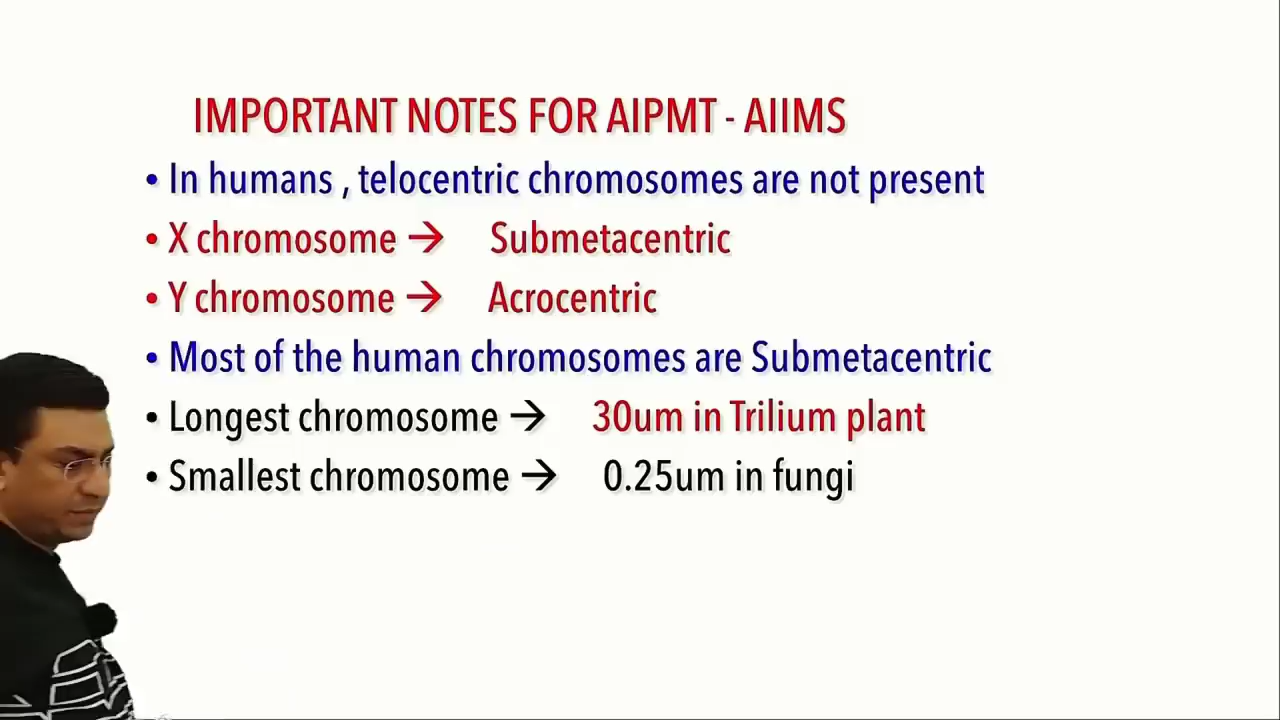 IMPORTANT NOTES FOR AIPMT - AIIMS
• In humans , telocentric chromosomes are not present
• X chromosome → Submetacentric
• Y chromosome → Acrocentric
• Most of the human chromosomes are Submetacentric
• Longest chromosome → 30um in Trilium plant
• Smallest chromosome → 0.25um in fungi